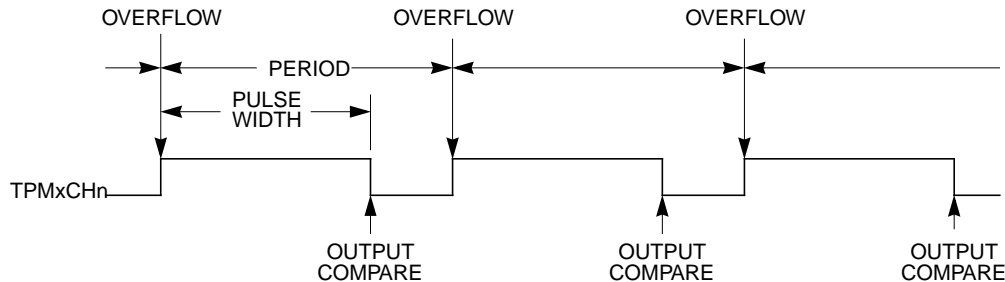 OVERFLOW
OVERFLOW
OVERFLOW
PERIOD
PULSE
WIDTH
TPMxCHn
OUTPUT
COMPARE
OUTPUT
COMPARE
OUTPUT
COMPARE